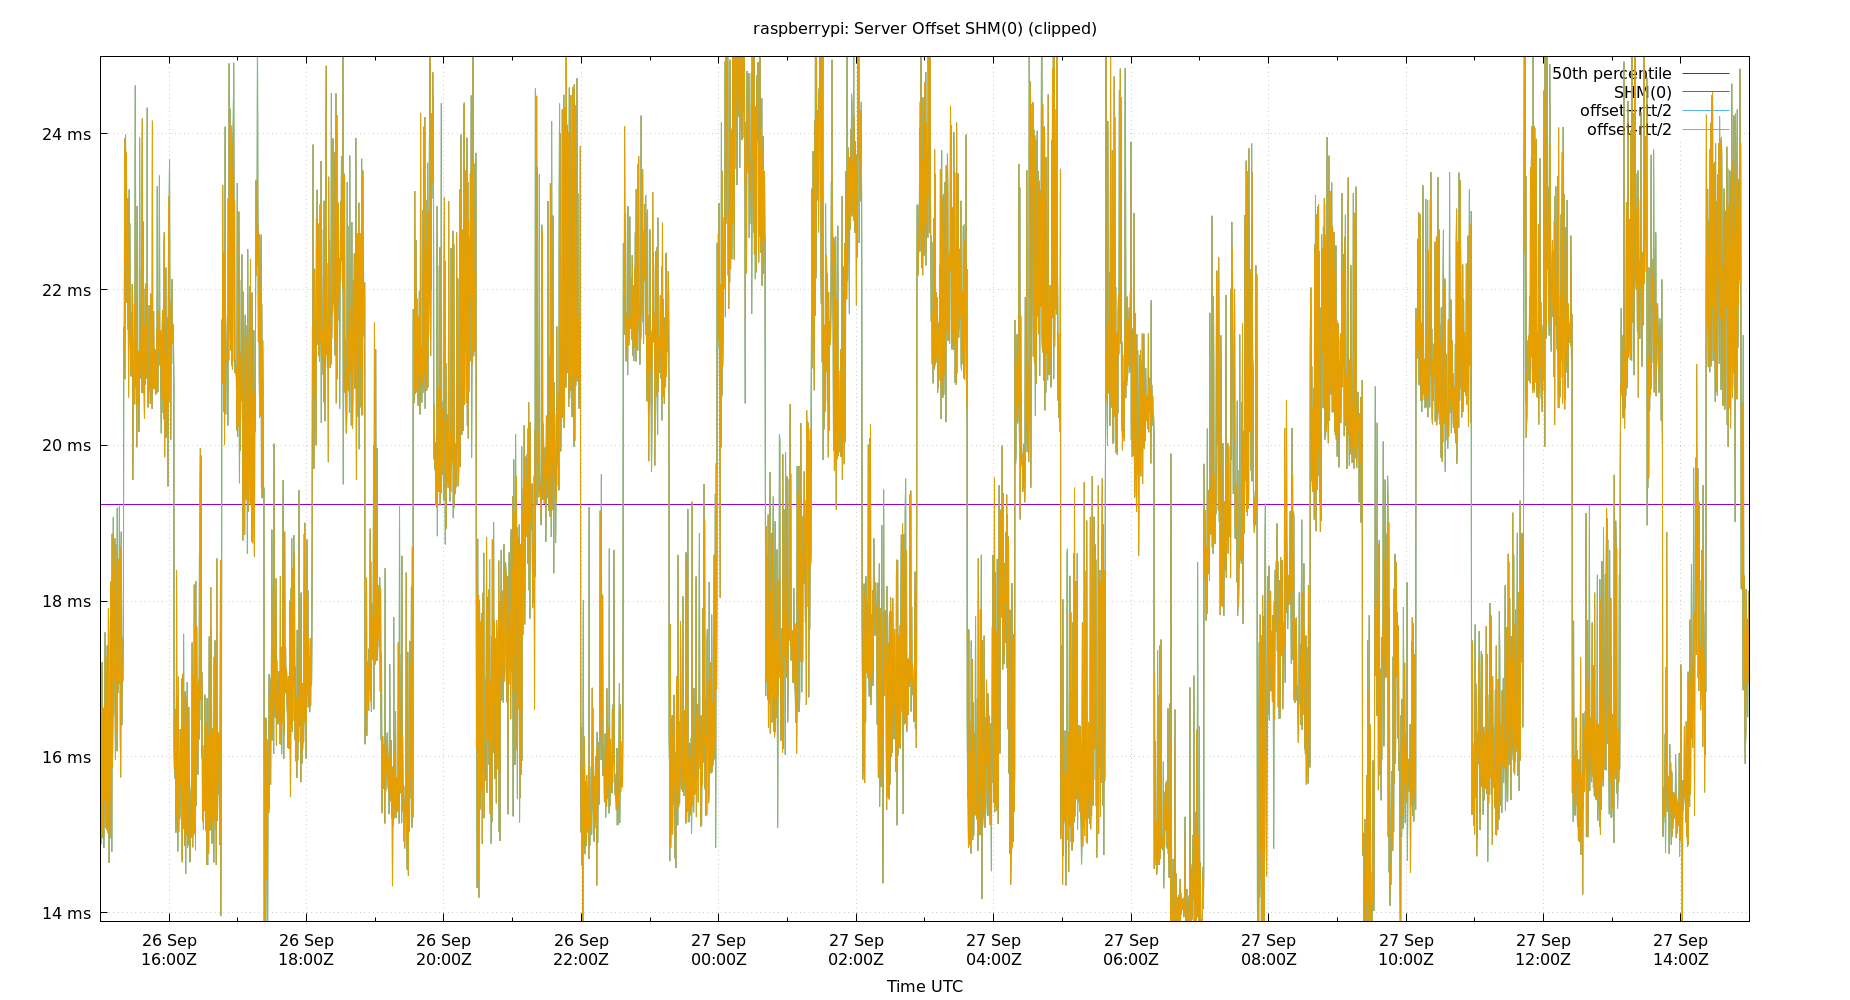 raspberrypi: Server Offset SHM(0) (clipped)
50th percentile
SHM(0)
offset+rtt/2
offset-rtt/2
24 ms
22 ms
20 ms
18 ms
16 ms
14 ms
26 Sep 26 Sep 26 Sep 26 Sep 27 Sep 27 Sep 27 Sep 27 Sep 27 Sep 27 Sep 27 Sep 27 Sep
16:00Z 18:00Z 20:00Z 22:00Z 00:00Z 02:00Z 04:00Z 06:00Z 08:00Z 10:00Z 12:00Z 14:00Z
Time UTC